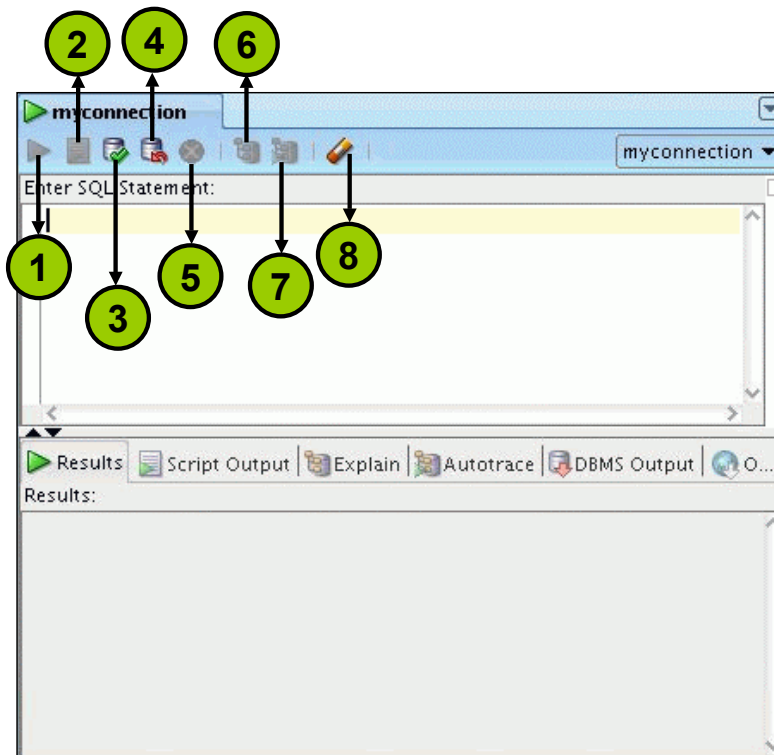 2 4 6
myconnection
myconnection
Enter SQL Statement:
1 3 5 7 8
Results Script Output Explain Autotrace DBMS Output O...
Results: